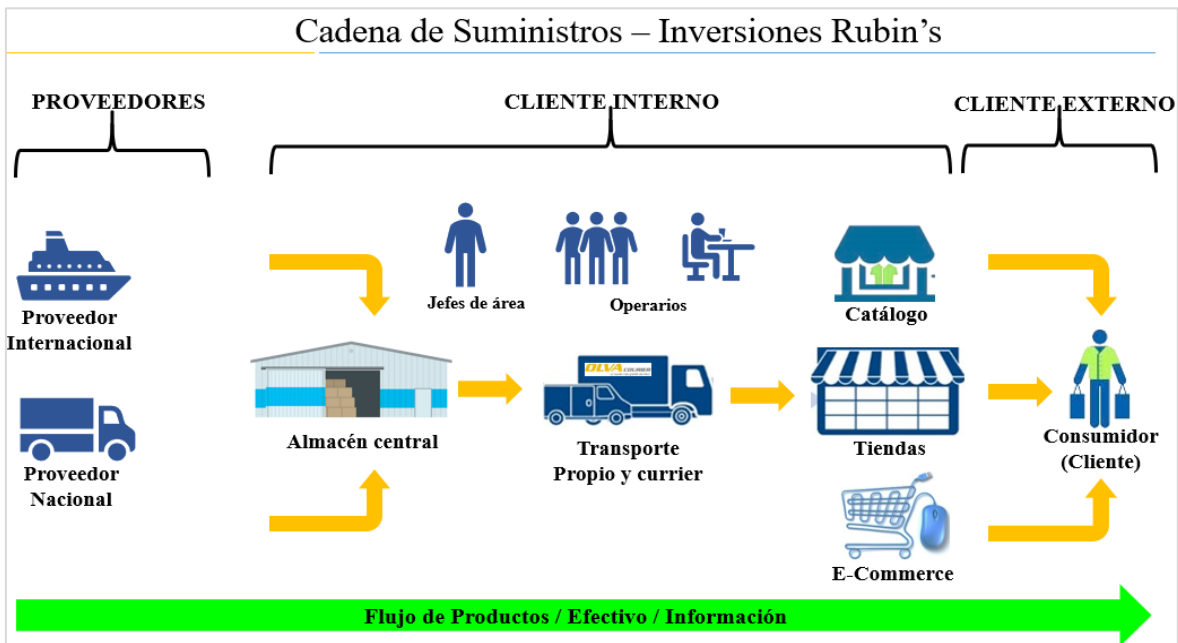 Cadena de Suministros – Inversiones Rubin’s
PROVEEDORES
CLIENTE INTERNO
CLIENTE EXTERNO
Jefes de área
Operarios
Catálogo
Proveedor
Internacional
OLVA COURIER
Almacén central
Transporte
Propio y currier
Tiendas
Consumidor
(Cliente)
Proveedor
Nacional
E-Commerce
Flujo de Productos / Efectivo / Información